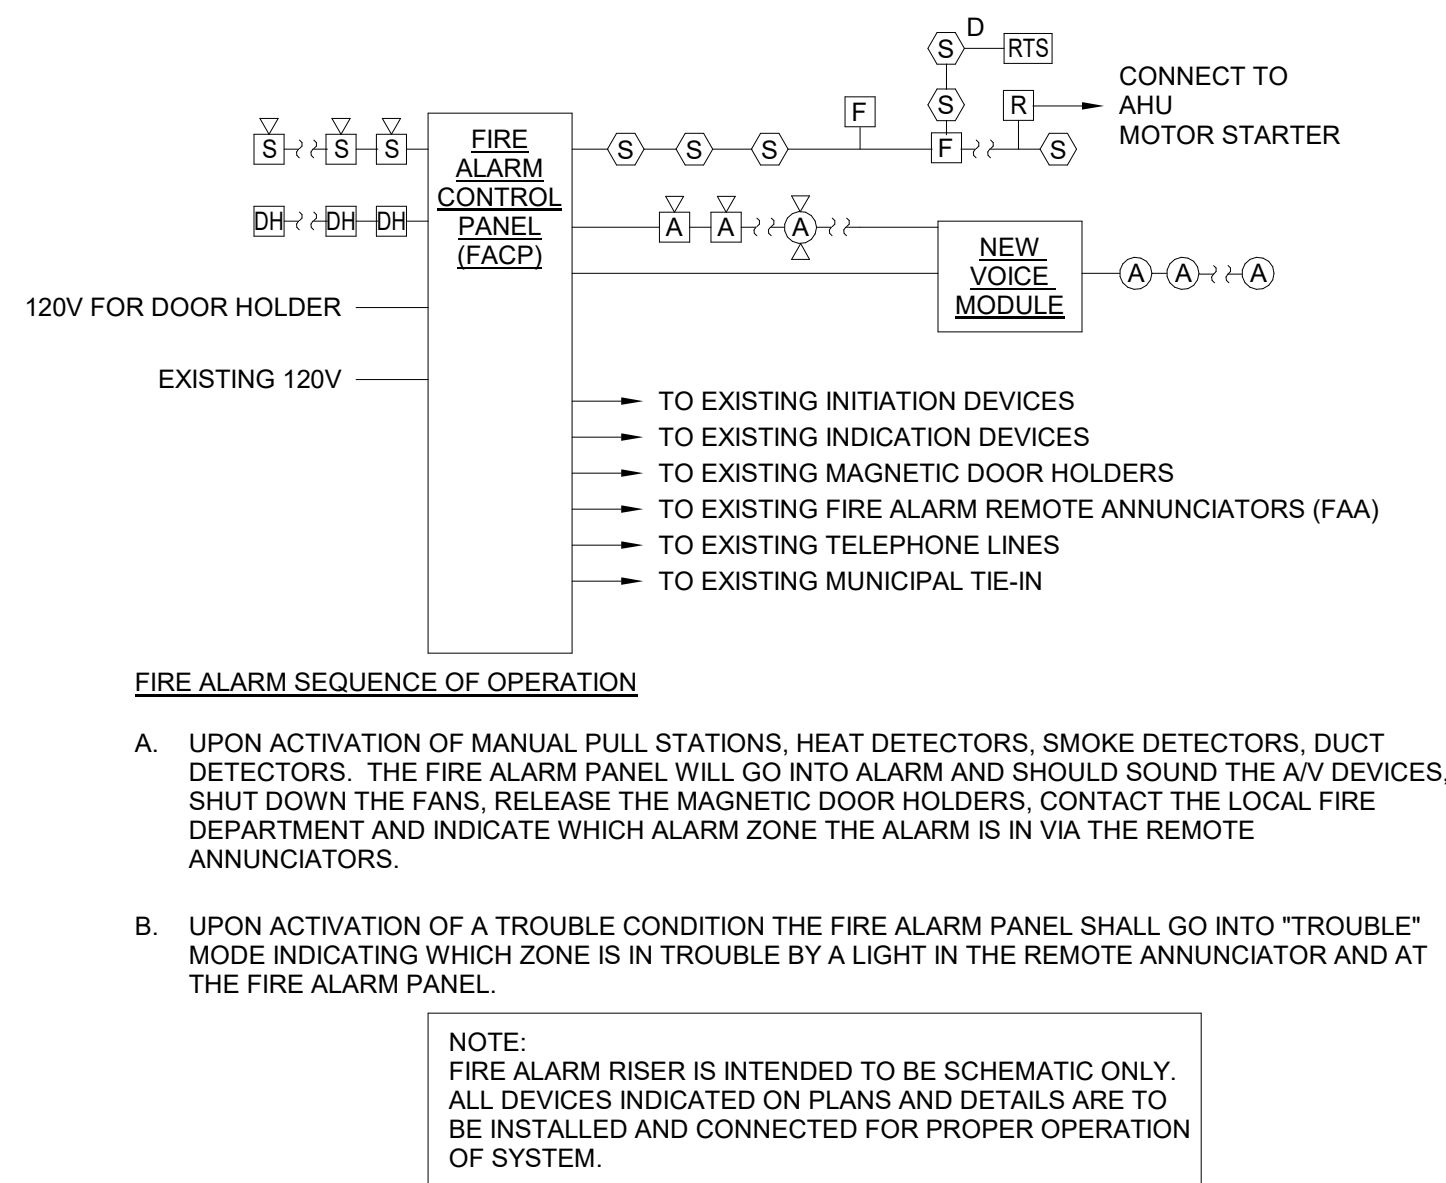 D
S RTS
CONNECT TO
AHU
MOTOR STARTER
F S R
S S S
FIRE
ALARM
CONTROL
PANEL
(FACP)
S S S F S
DH DH DH
A A A
NEW
VOICE
MODULE
A A A
120V FOR DOOR HOLDER
EXISTING 120V
TO EXISTING INITIATION DEVICES
TO EXISTING INDICATION DEVICES
TO EXISTING MAGNETIC DOOR HOLDERS
TO EXISTING FIRE ALARM REMOTE ANNUNCIATORS (FAA)
TO EXISTING TELEPHONE LINES
TO EXISTING MUNICIPAL TIE-IN
FIRE ALARM SEQUENCE OF OPERATION
A. UPON ACTIVATION OF MANUAL PULL STATIONS, HEAT DETECTORS, SMOKE DETECTORS, DUCT
DETECTORS. THE FIRE ALARM PANEL WILL GO INTO ALARM AND SHOULD SOUND THE A/V DEVICES,
SHUT DOWN THE FANS, RELEASE THE MAGNETIC DOOR HOLDERS, CONTACT THE LOCAL FIRE
DEPARTMENT AND INDICATE WHICH ALARM ZONE THE ALARM IS IN VIA THE REMOTE
ANNUNCIATORS.
B. UPON ACTIVATION OF A TROUBLE CONDITION THE FIRE ALARM PANEL SHALL GO INTO "TROUBLE"
MODE INDICATING WHICH ZONE IS IN TROUBLE BY A LIGHT IN THE REMOTE ANNUNCIATOR AND AT
THE FIRE ALARM PANEL.
NOTE:
FIRE ALARM RISER IS INTENDED TO BE SCHEMATIC ONLY.
ALL DEVICES INDICATED ON PLANS AND DETAILS ARE TO
BE INSTALLED AND CONNECTED FOR PROPER OPERATION
OF SYSTEM.